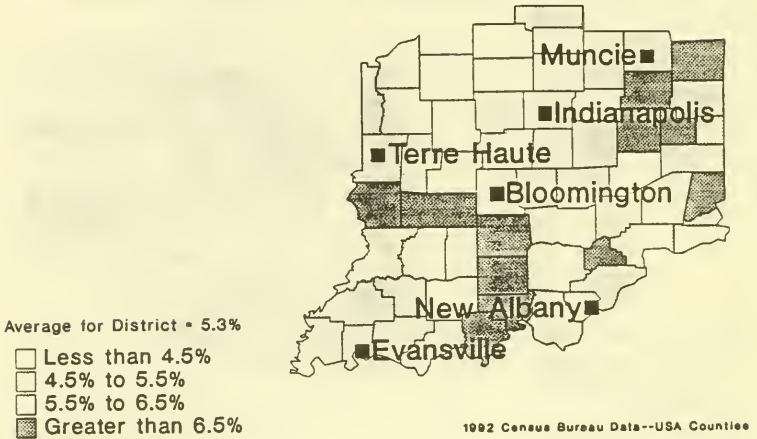 Muncie
Indianapolis
Terre Haute
Bloomington
New Albany
Evansville
Average for District = 5.3%
Less than 4.5%
4.5% to 5.5%
5.5% to 6.5%
Greater than 6.5%
1992 Census Bureau Data--USA Counties